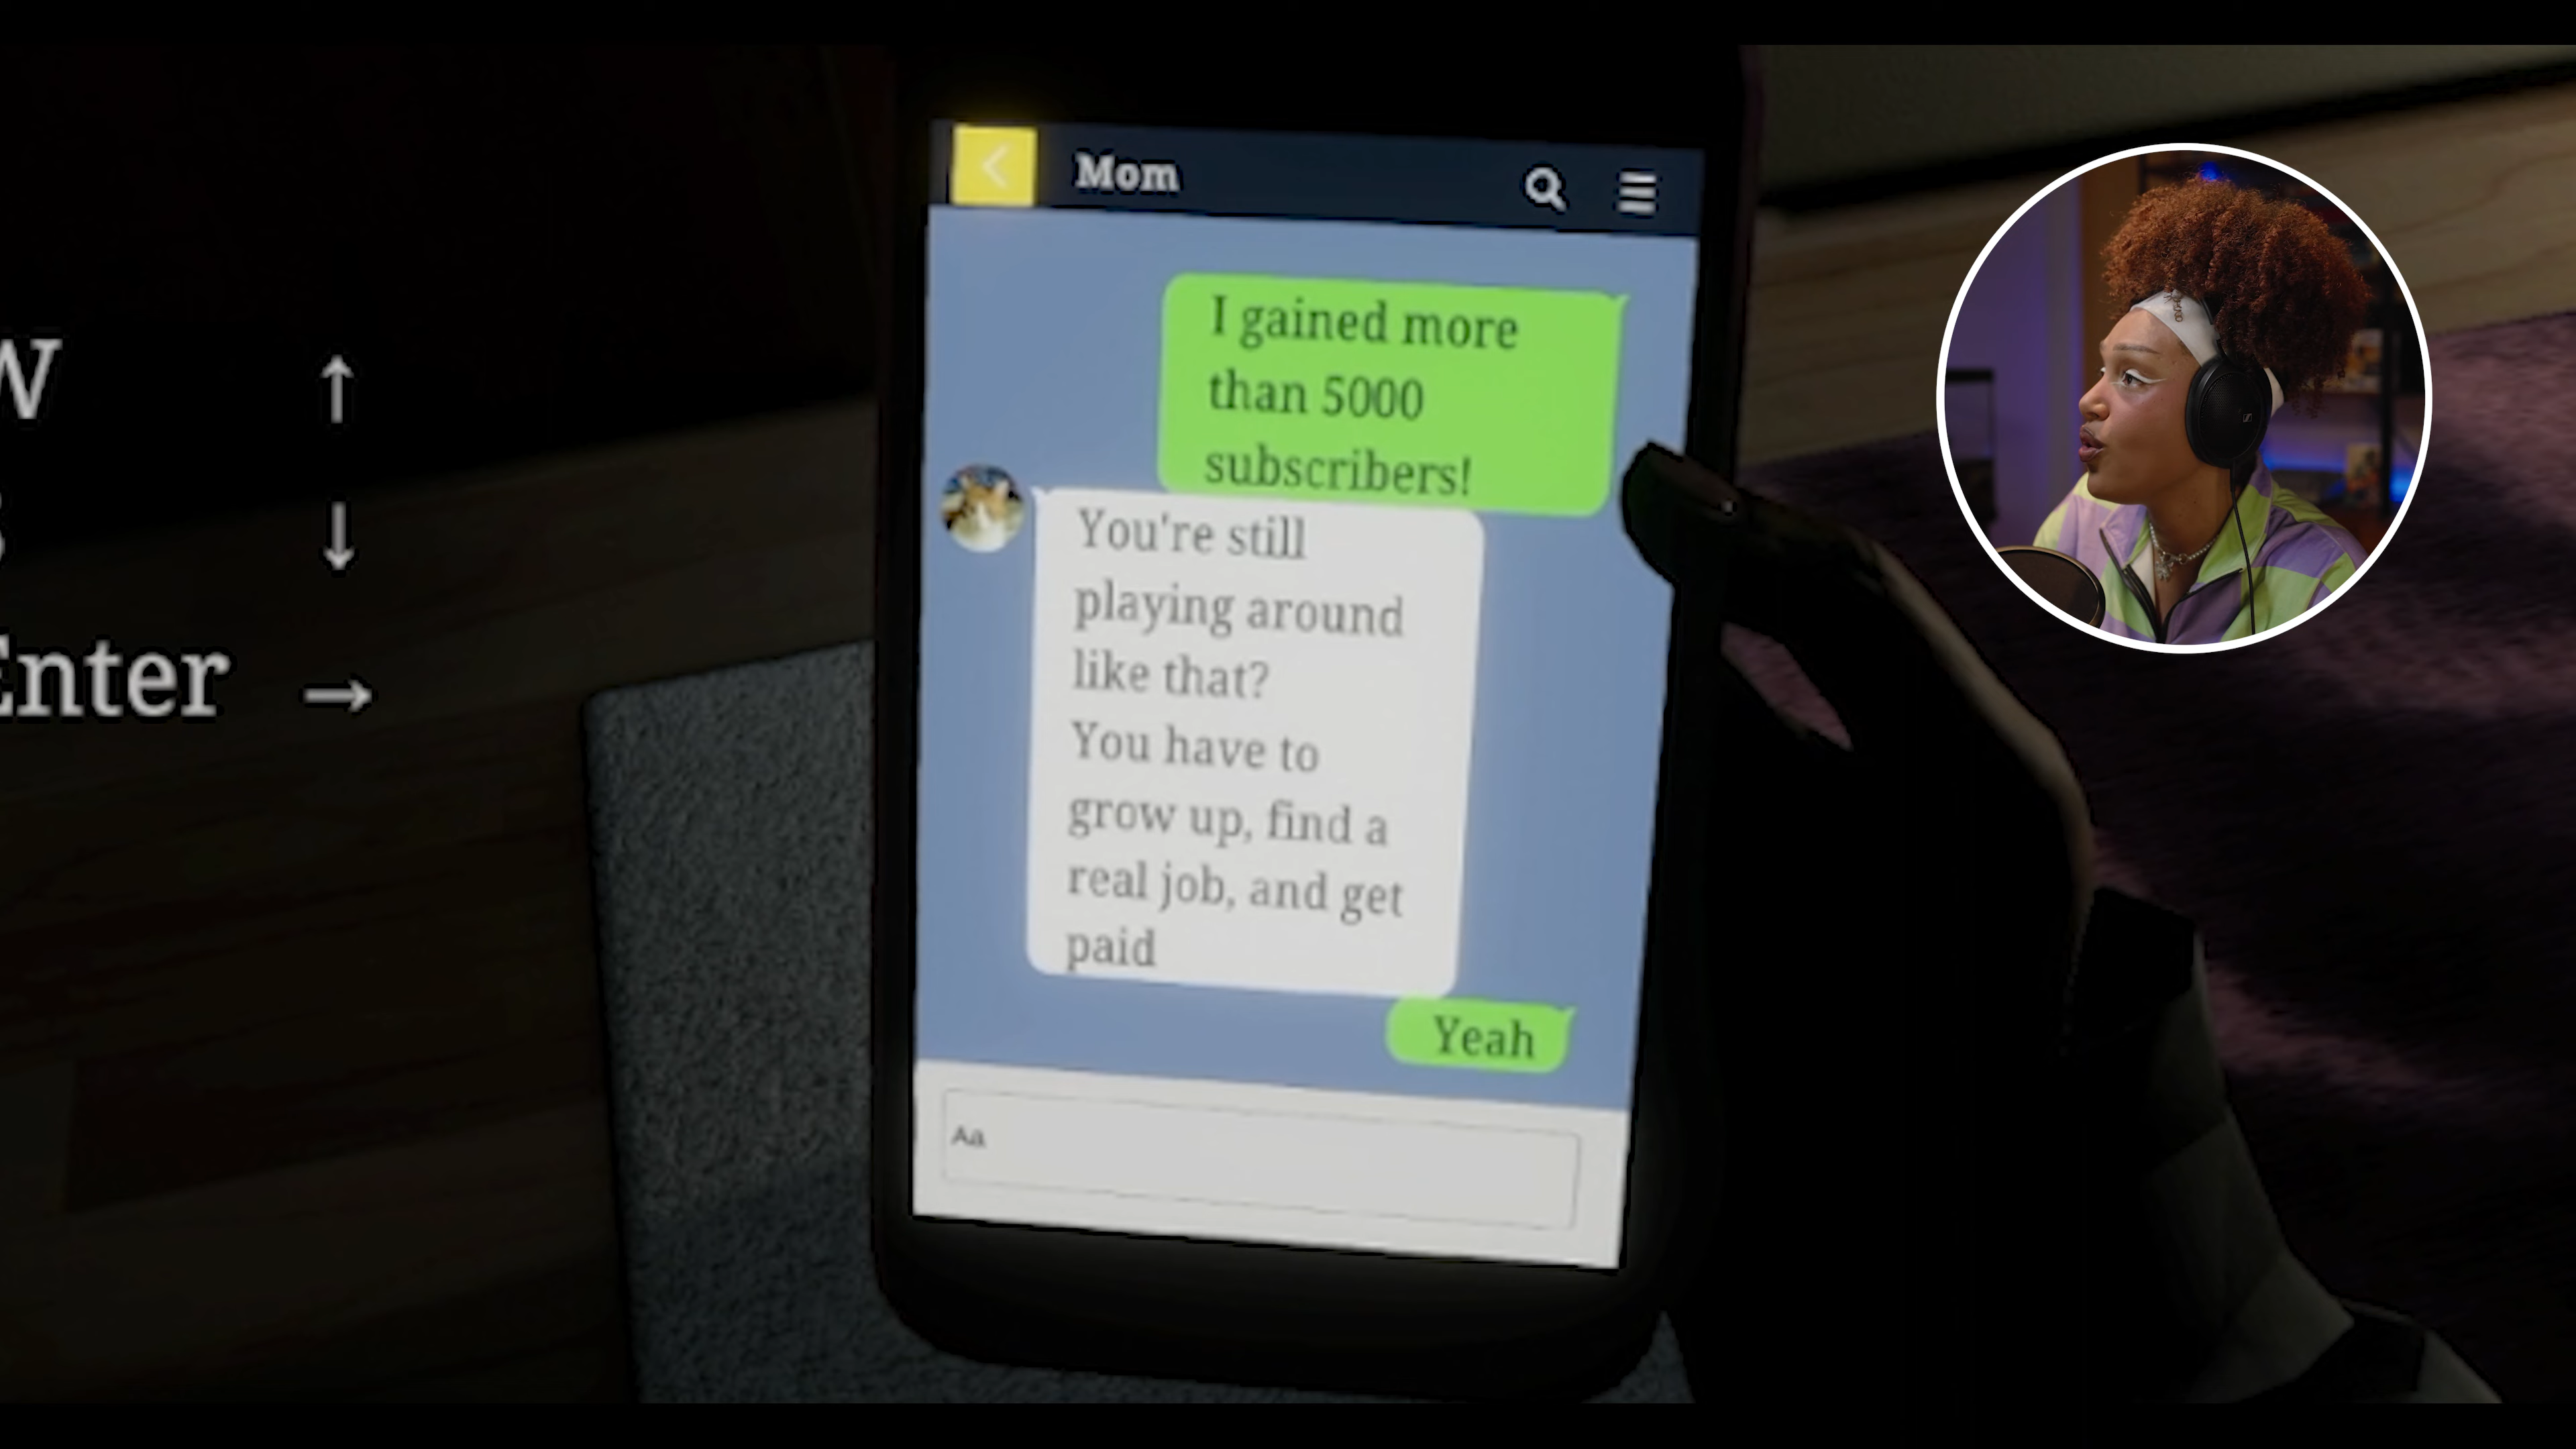 Mom
I gained more
than 5000
subscribers!
You're still
playing around
like that?
You have to
grow up, find a
real job, and get
paid
Yeah
Aa
W ↑
↓
Enter →